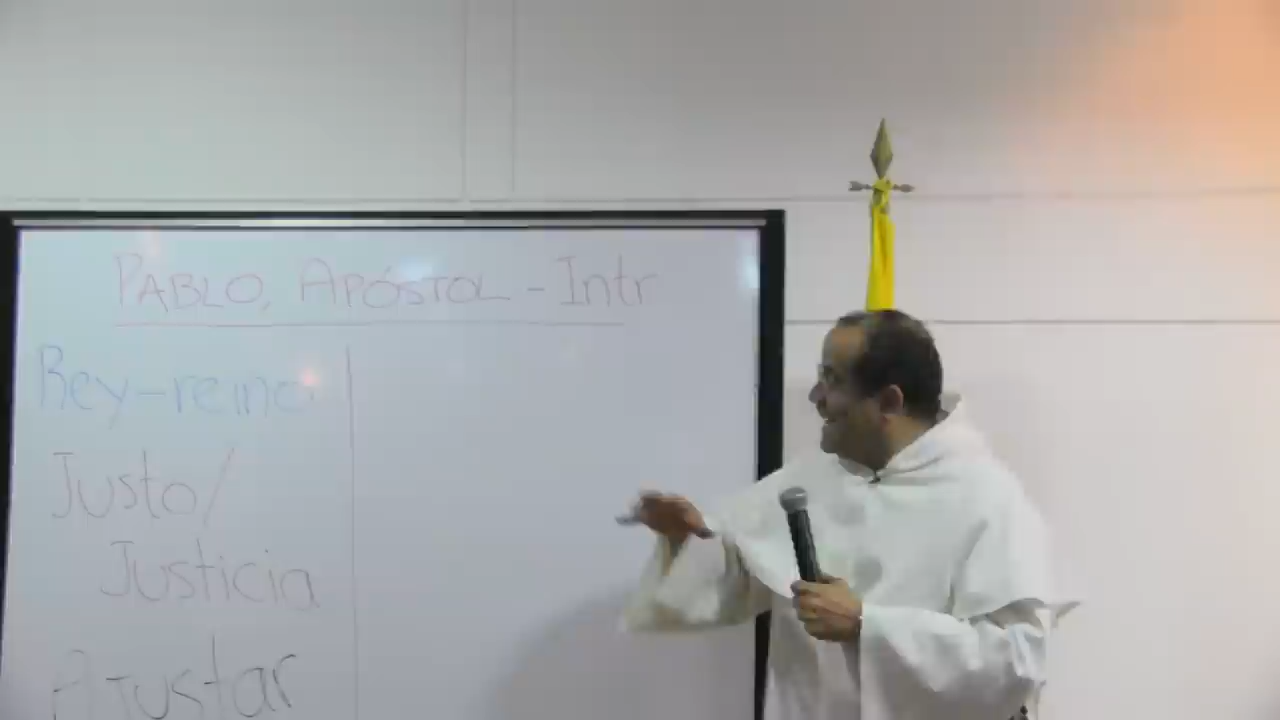 PABLO, APÓSTOL - Intr
Rey-reino
Justo/
Justicia
Ajustar